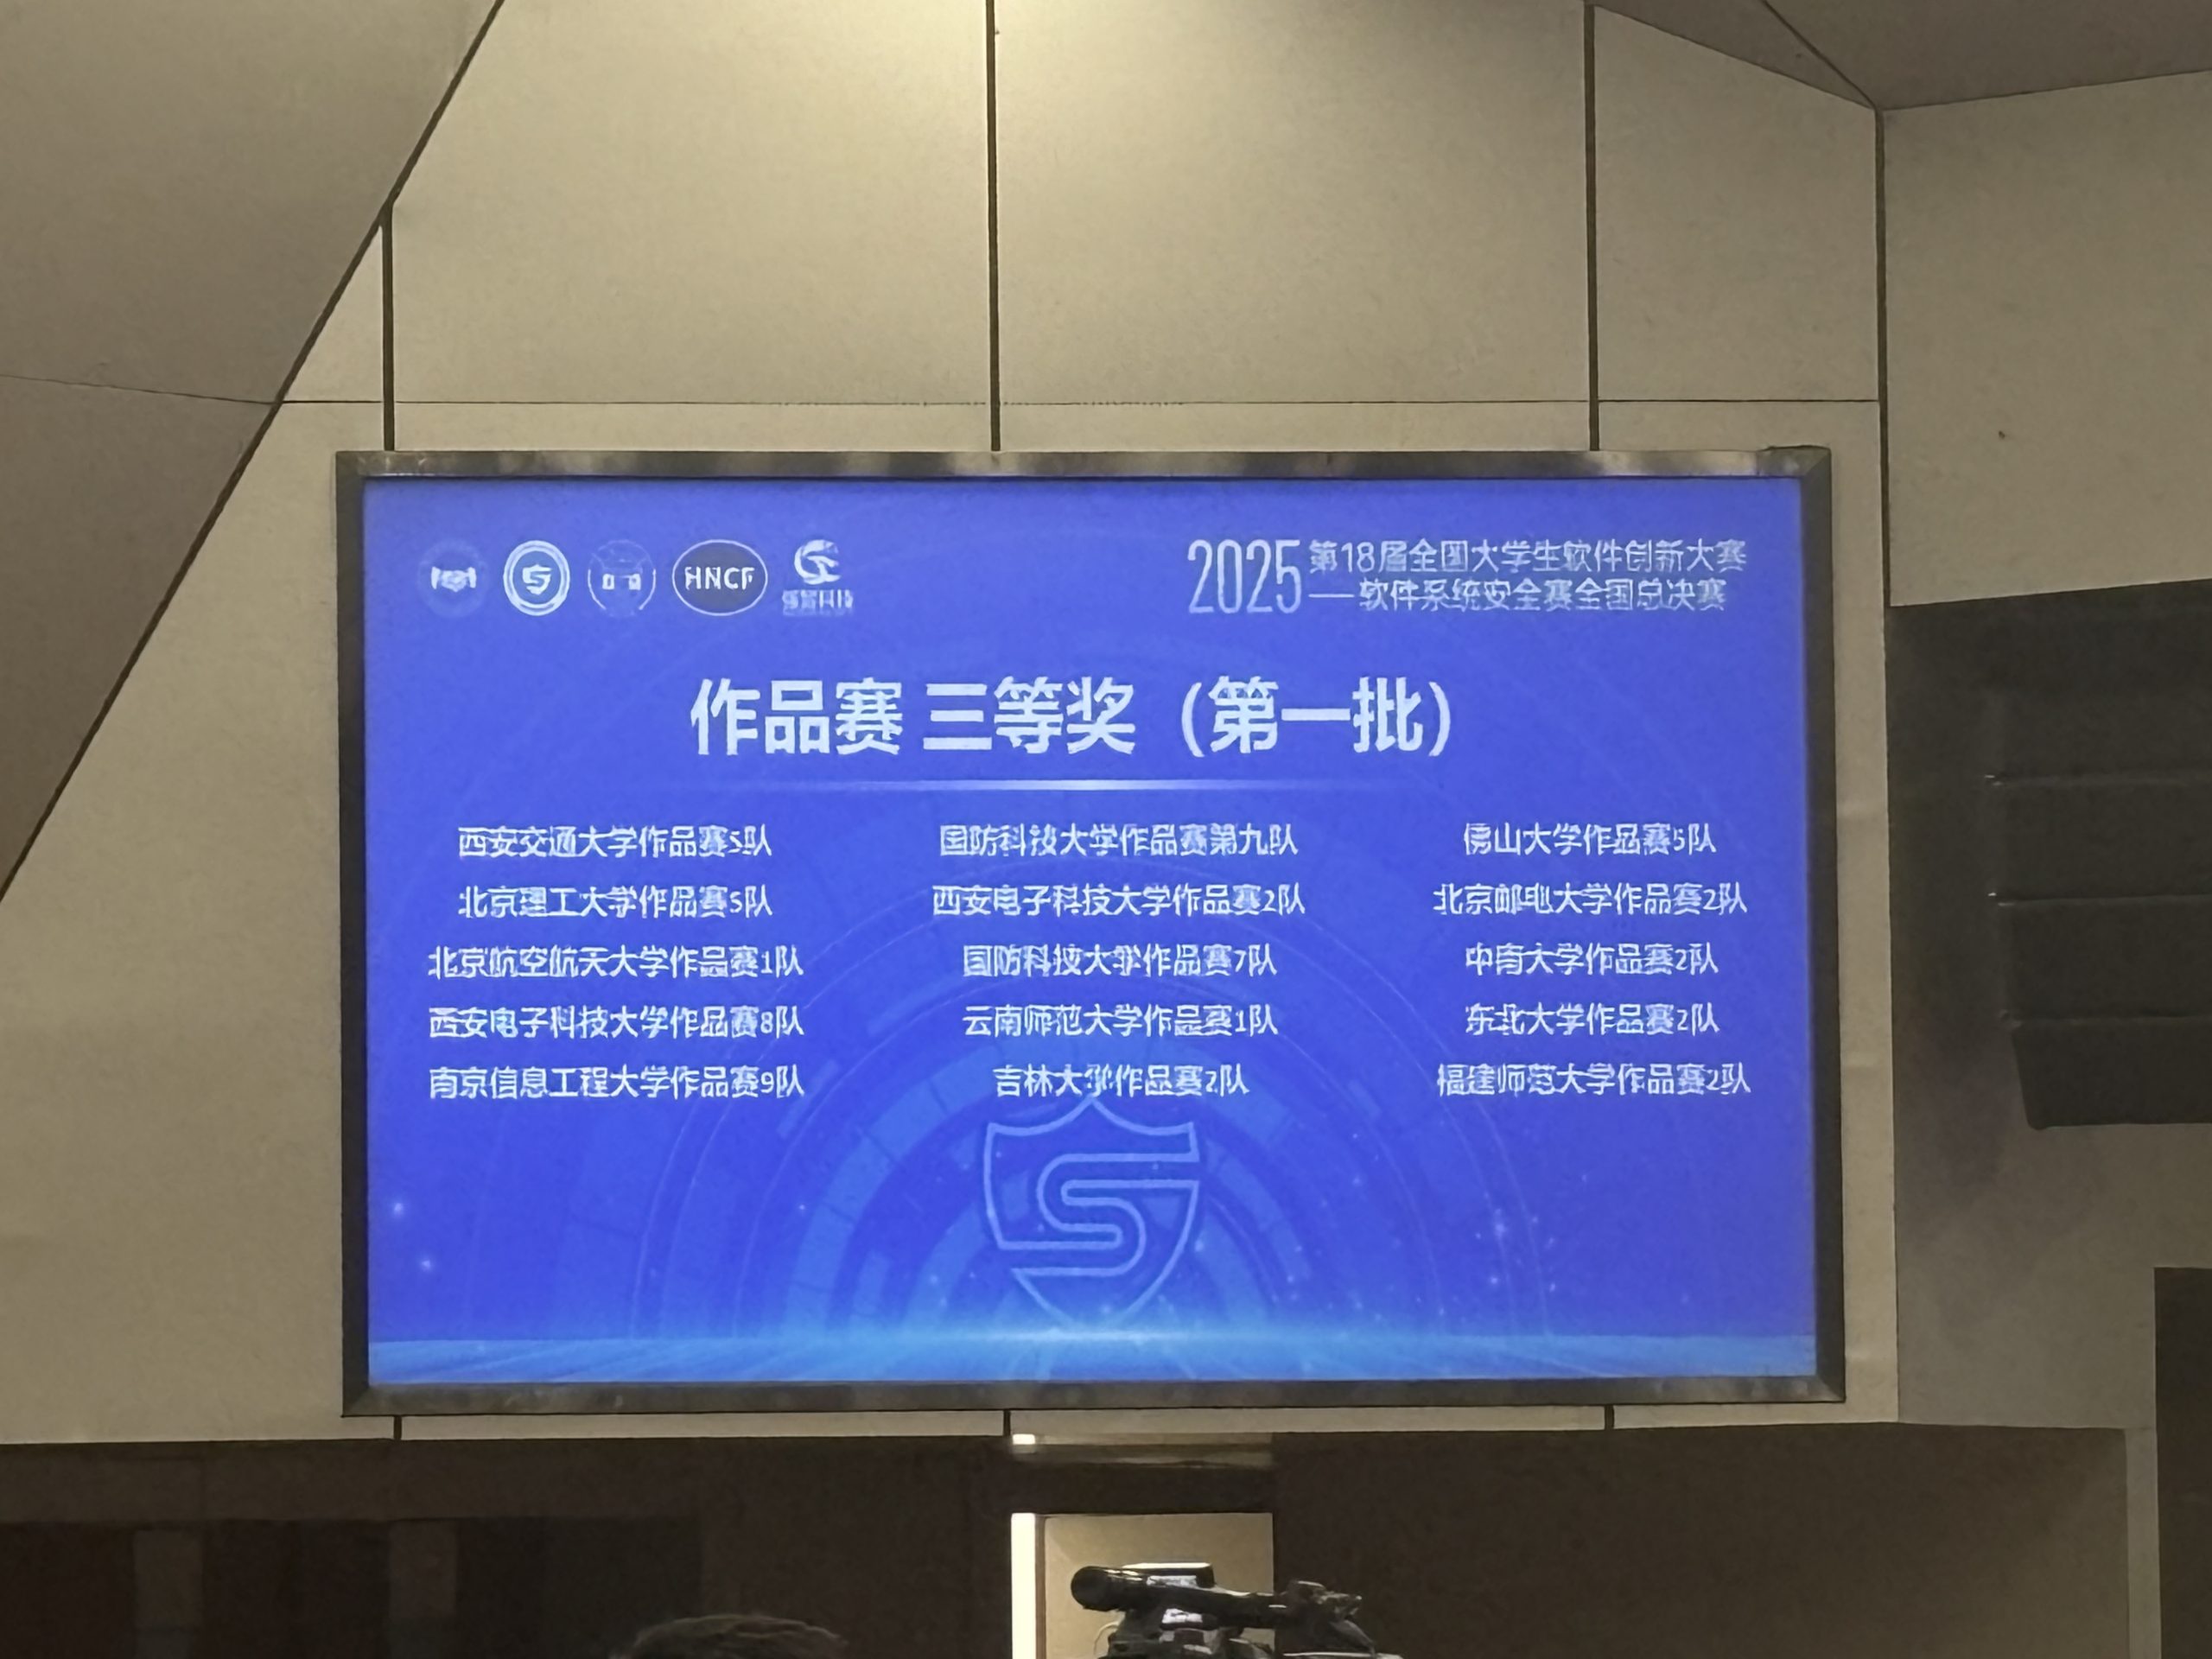 HNCF
2025 第18届全国大学生软件创新大赛
——软件系统安全赛全国总决赛
作品赛 三等奖（第一批）
西安交通大学作品赛5队 国防科技大学作品赛第九队 佛山大学作品赛5队
北京理工大学作品赛5队 西安电子科技大学作品赛2队 北京邮电大学作品赛2队
北京航空航天大学作品赛1队 国防科技大学作品赛7队 中南大学作品赛2队
西安电子科技大学作品赛8队 云南师范大学作品赛1队 东北大学作品赛2队
南京信息工程大学作品赛9队 吉林大学作品赛2队 福建师范大学作品赛2队